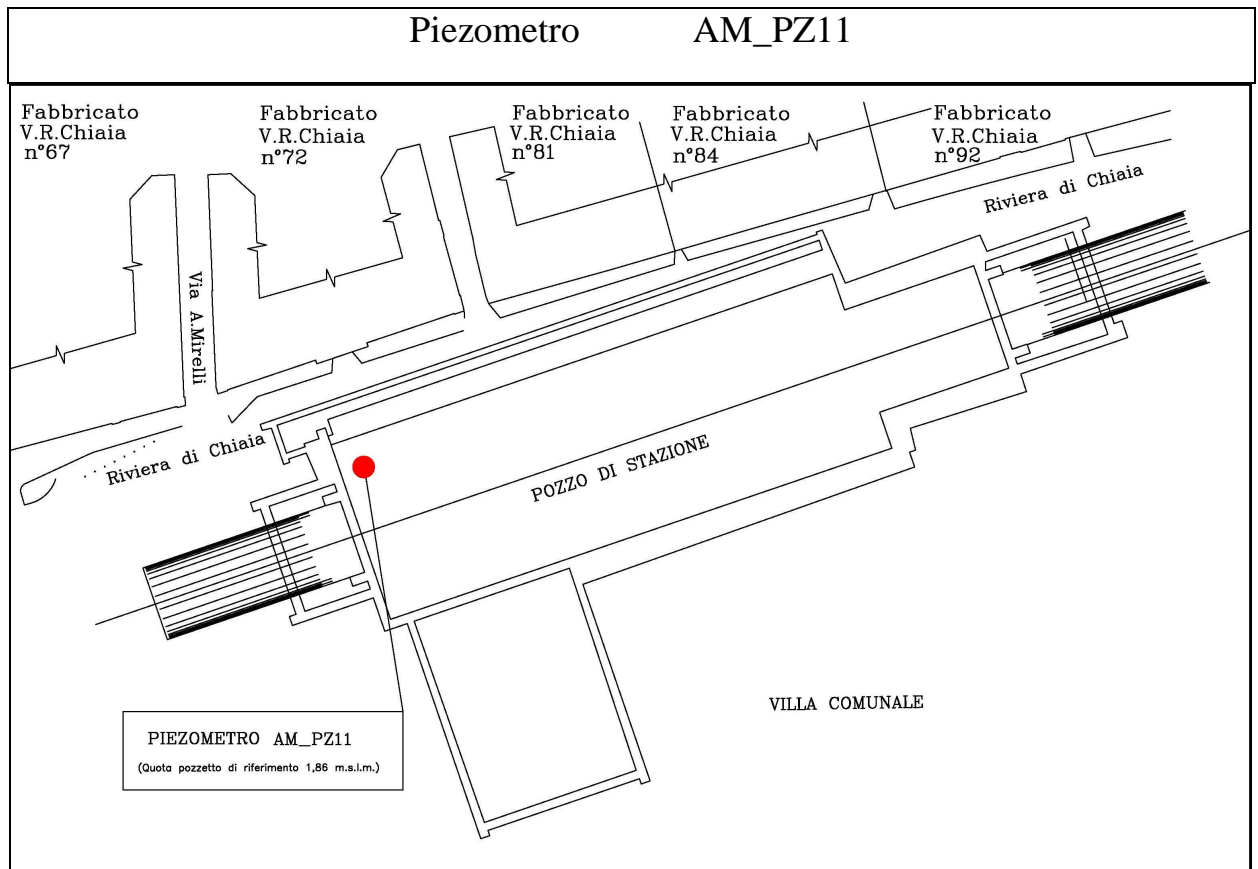 Piezometro AM_PZ11
Fabbricato
V.R.Chiaia
n°67
Fabbricato
V.R.Chiaia
n°72
Fabbricato
V.R.Chiaia
n°81
Fabbricato
V.R.Chiaia
n°84
Fabbricato
V.R.Chiaia
n°92
Riviera di Chiaia
Via A.Mirelli
Riviera di Chiaia
POZZO DI STAZIONE
VILLA COMUNALE
PIEZOMETRO AM_PZ11
(Quota pozzetto di riferimento 1,86 m.s.l.m.)